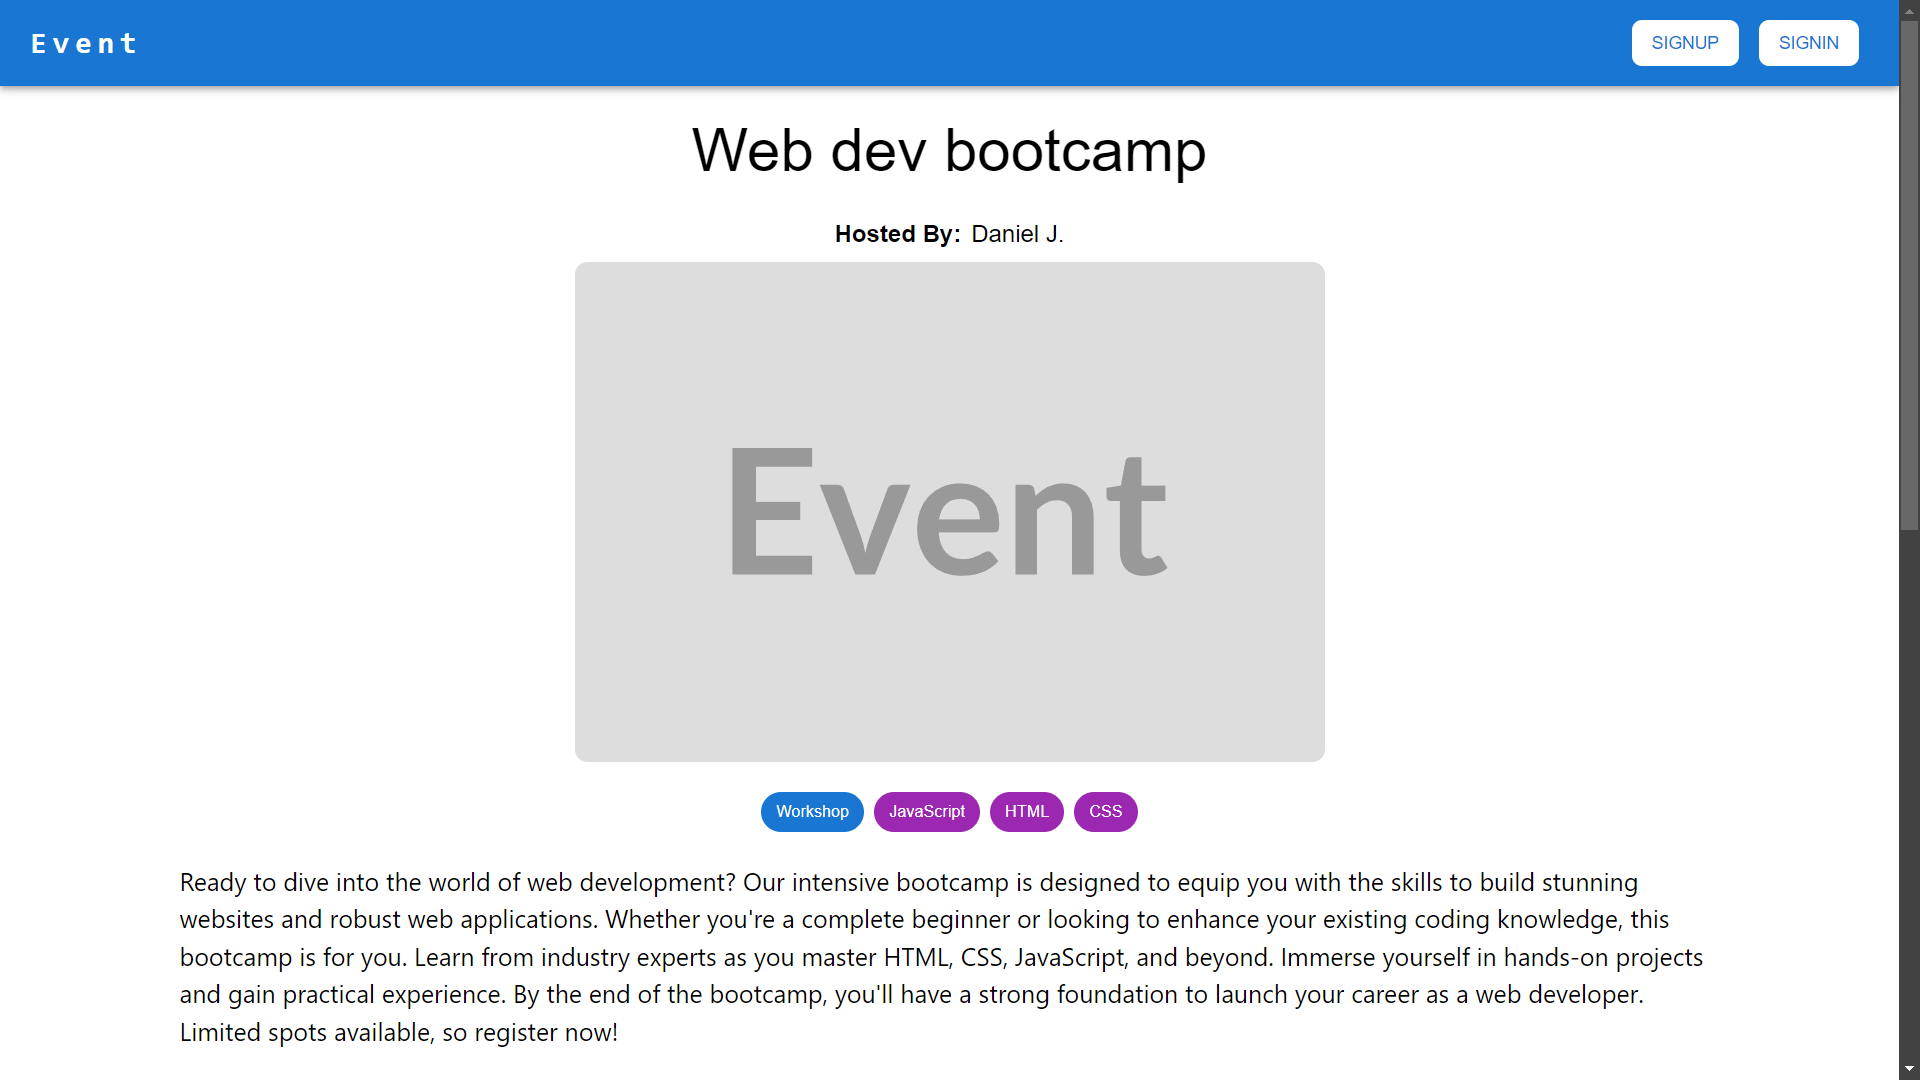 Event
SIGNUP
SIGNIN
Web dev bootcamp
Hosted By: Daniel J.
Event
Workshop
JavaScript
HTML
CSS
Ready to dive into the world of web development? Our intensive bootcamp is designed to equip you with the skills to build stunning
websites and robust web applications. Whether you're a complete beginner or looking to enhance your existing coding knowledge, this
bootcamp is for you. Learn from industry experts as you master HTML, CSS, JavaScript, and beyond. Immerse yourself in hands-on projects
and gain practical experience. By the end of the bootcamp, you'll have a strong foundation to launch your career as a web developer.
Limited spots available, so register now!